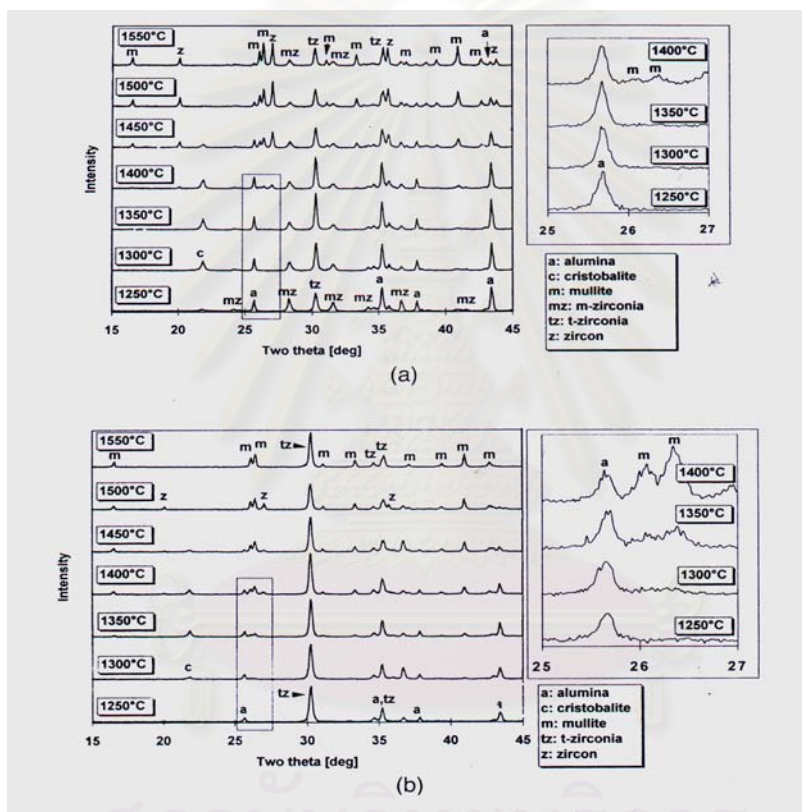 1550°C
m
z
m
m
z
mz
tz
m
mz
m
tz
z
m
m
m
m
a
z
1500°C
1450°C
1400°C
1350°C
1300°C
c
1250°C
mz
a
mz
tz
mz
mz
a
mz
a
mz
a
Intensity
15 20 25 30 35 40 45
Two theta [deg]
1400°C
m
m
1350°C
1300°C
a
1250°C
25 26 27
a: alumina
c: cristobalite
m: mullite
mz: m-zirconia
tz: t-zirconia
z: zircon
(a)
1550°C
m
m
m
tz
m
m
tz
tz
m
m
m
m
1500°C
z
z
z
1450°C
1400°C
1350°C
1300°C
c
1250°C
a
tz
a,tz
a
Intensity
15 20 25 30 35 40 45
Two theta [deg]
a
m
m
1400°C
1350°C
1300°C
1250°C
25 26 27
a: alumina
c: cristobalite
m: mullite
tz: t-zirconia
z: zircon
(b)